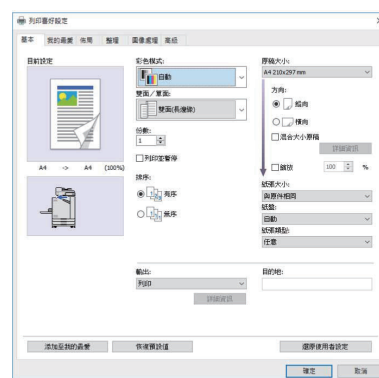 列印喜好設定
基本 我的最愛 佈局 整理 圖像處理 高級
目前設定
A4 -> A4 (100%)
彩色模式:
自動
雙面／單面:
雙面(長邊側)
份數:
1
列印並暫停
排序:
有序
無序
輸出:
列印
詳細資訊
原稿大小:
A4 210x297 mm
方向:
縱向
橫向
混合大小原稿
詳細資訊
縮放 100 %
紙張大小:
與原件相同
紙盤:
自動
紙張類型:
任意
目的地:
添加至我的最愛 恢復預設值 還原使用者設定
確定 取消